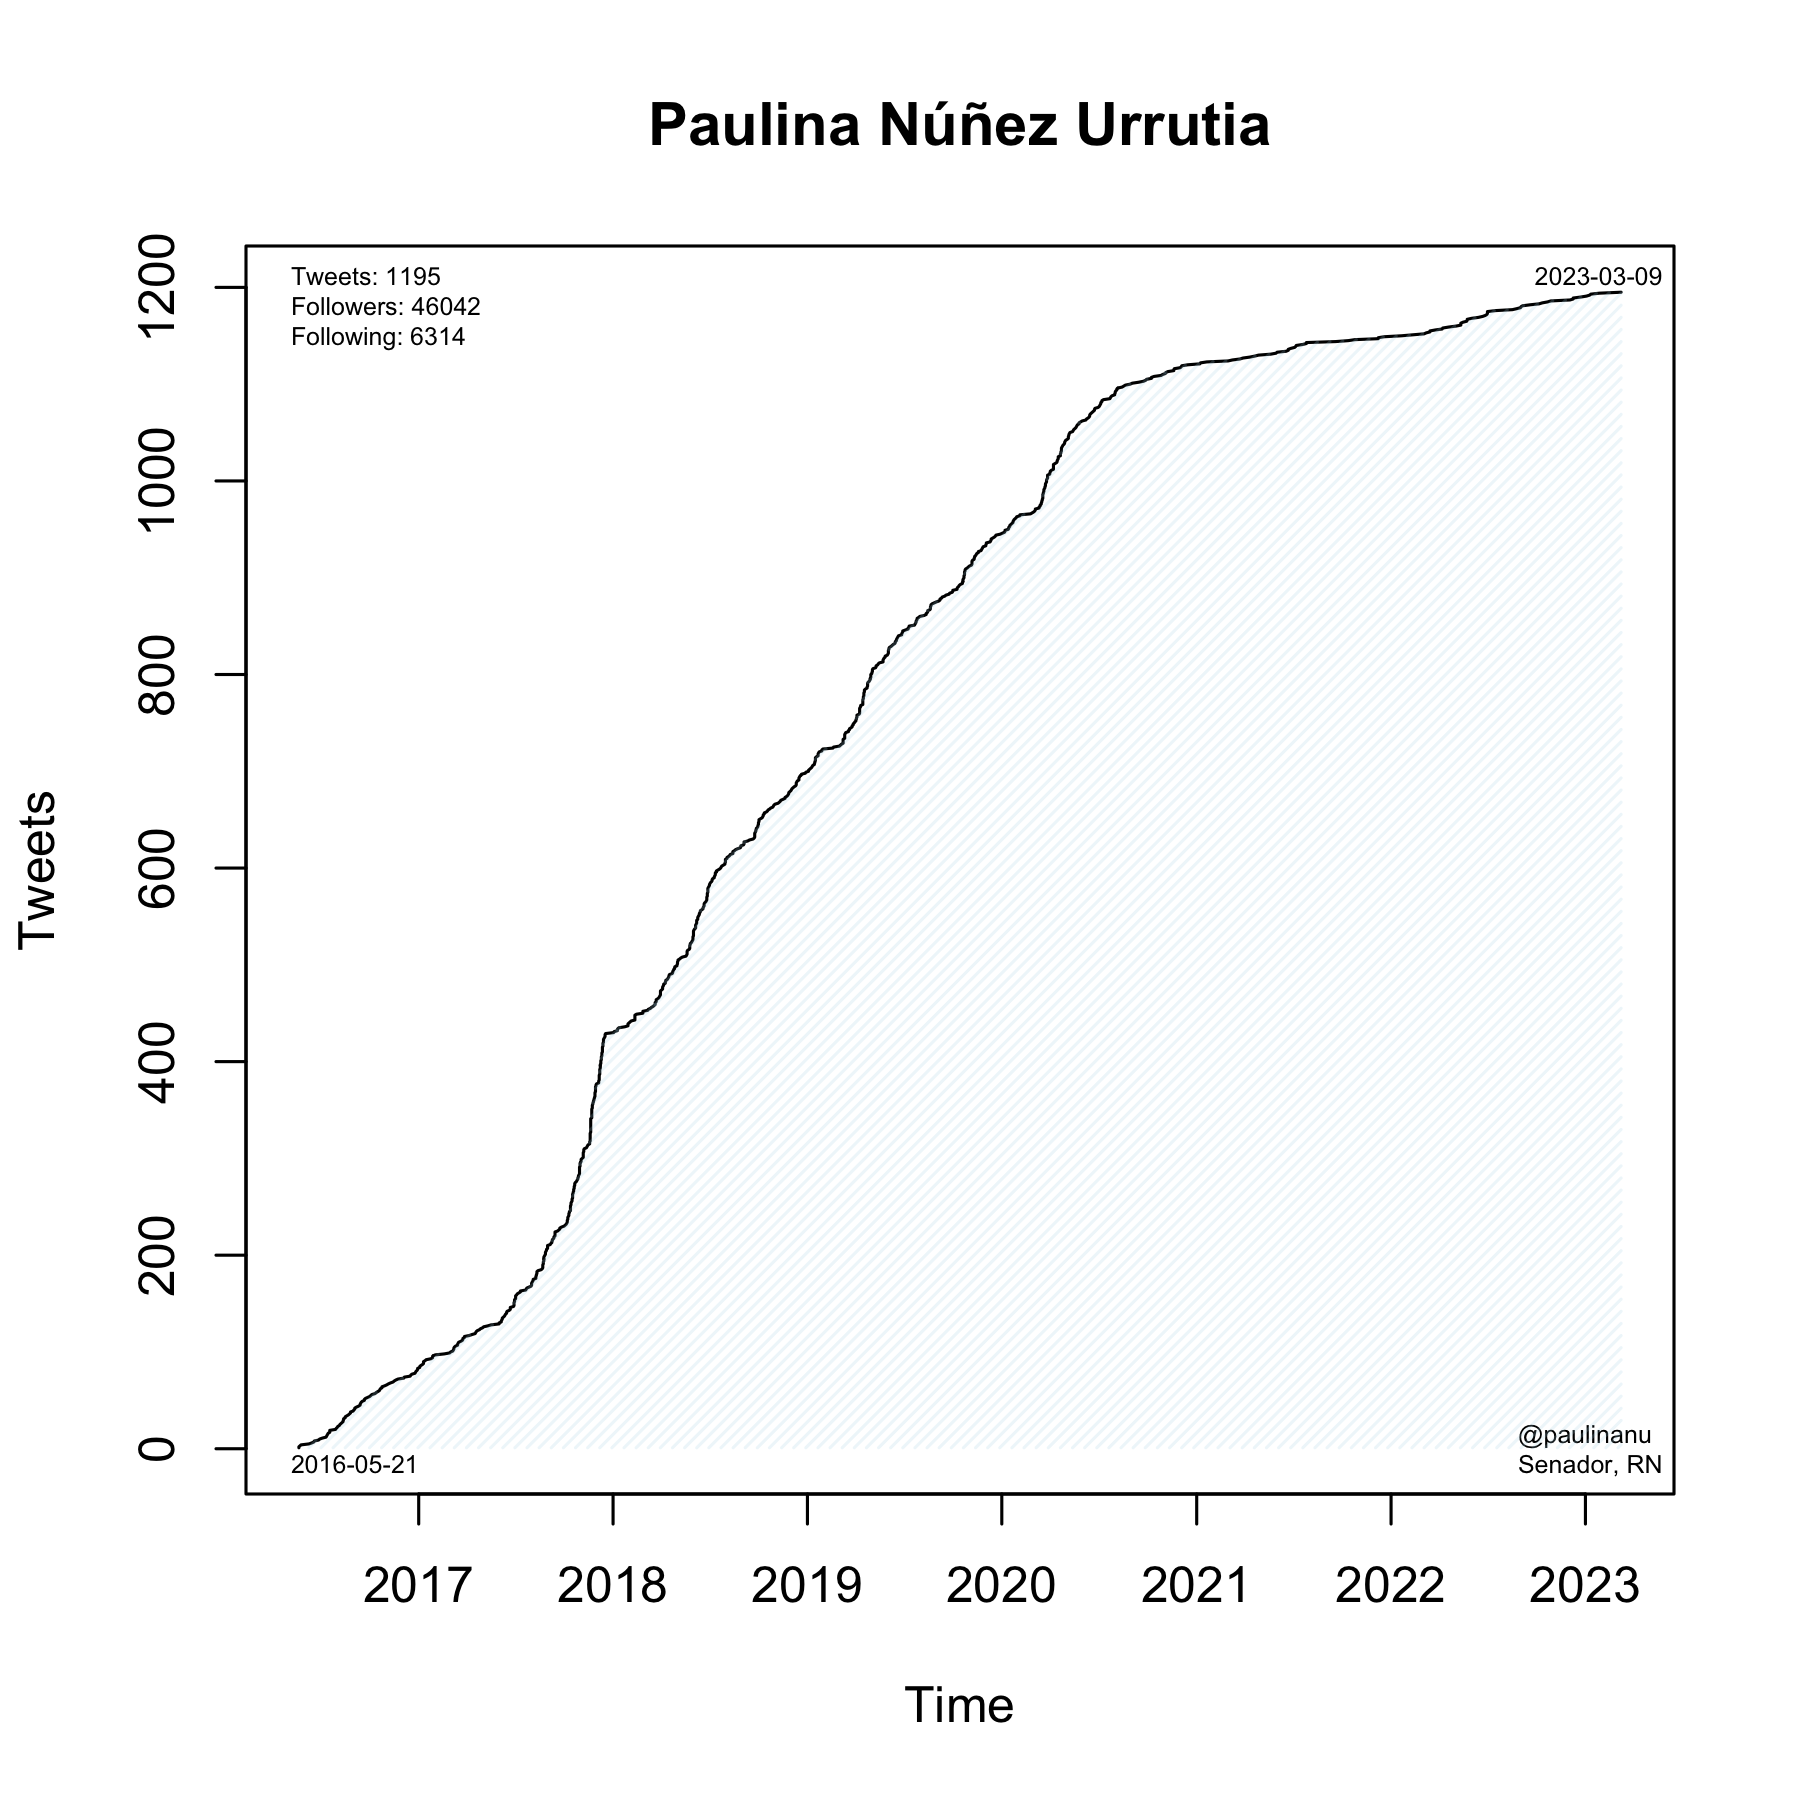 Paulina Núñez Urrutia
Tweets: 1195
Followers: 46042
Following: 6314
2023-03-09
1200
1000
800
600
400
200
0
Tweets
2016-05-21
@paulinanu
Senador, RN
2017 2018 2019 2020 2021 2022 2023
Time